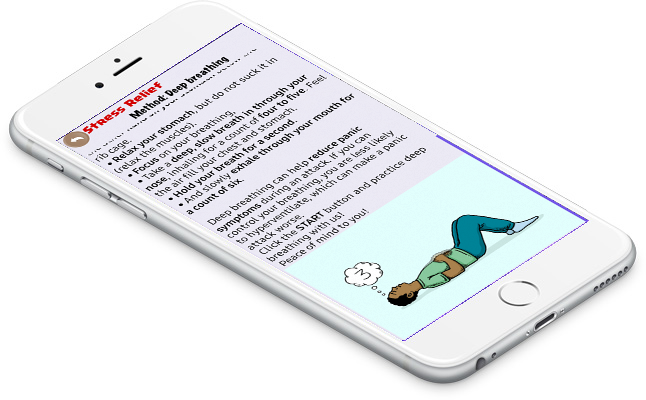 Stress Relief
Method: Deep breathing
rib cage.
• Relax your stomach, but do not suck it in
(relax the muscles).
• Focus on your breathing,
• Take a deep, slow breath in through your
nose, inhaling for a count of four to five. Feel
the air fill your chest and stomach.
• Hold your breath for a second.
• And slowly exhale through your mouth for
a count of six.
Deep breathing can help reduce panic
symptoms during an attack. If you can
control your breathing, you are less likely
to hyperventilate, which can make a panic
attack worse.
Click the START button and practice deep
breathing with us!
Peace of mind to you!